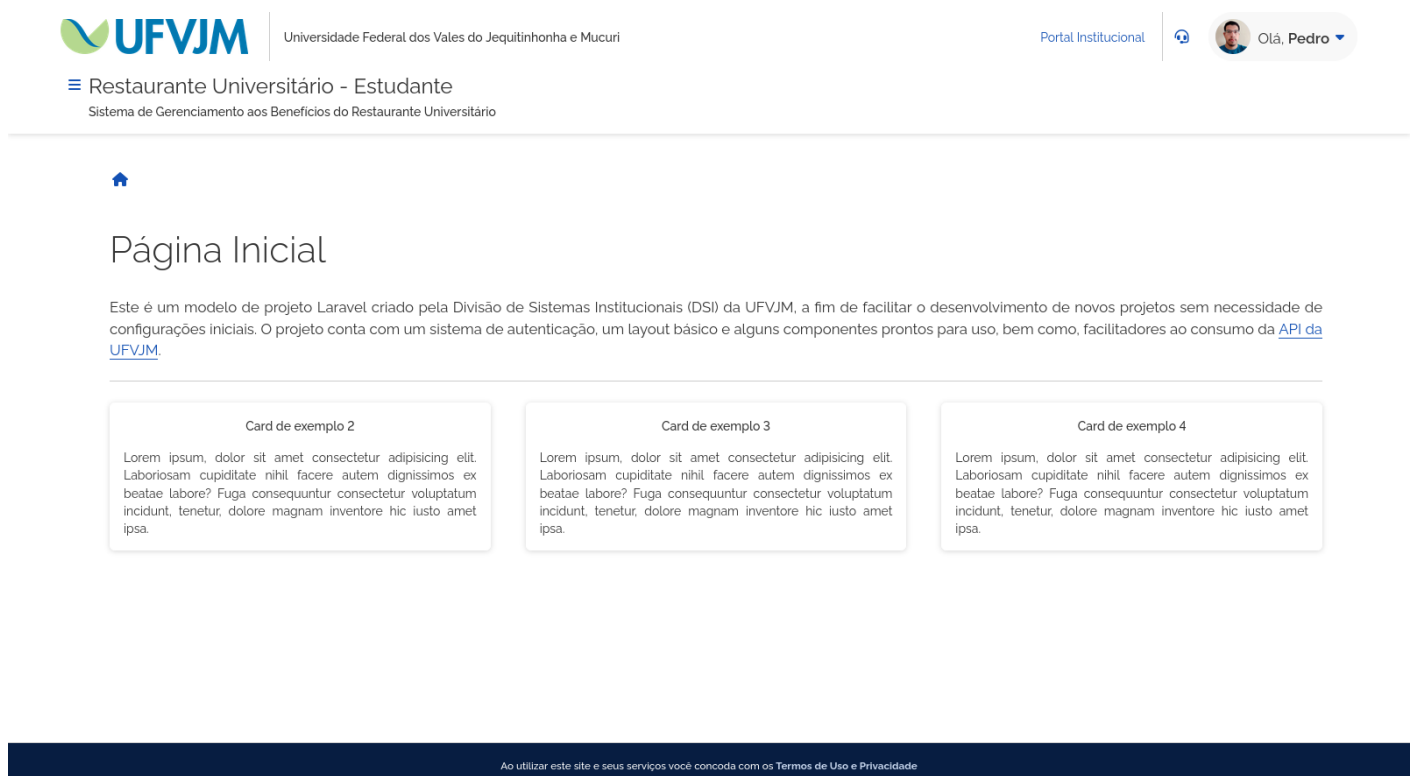 UFVJM
Universidade Federal dos Vales do Jequitinhonha e Mucuri
Portal Institucional
Olá, Pedro
Restaurante Universitário - Estudante
Sistema de Gerenciamento aos Benefícios do Restaurante Universitário
Página Inicial
Este é um modelo de projeto Laravel criado pela Divisão de Sistemas Institucionais (DSI) da UFVJM, a fim de facilitar o desenvolvimento de novos projetos sem necessidade de
configurações iniciais. O projeto conta com um sistema de autenticação, um layout básico e alguns componentes prontos para uso, bem como, facilitadores ao consumo da API da
UFVJM.
Card de exemplo 2
Lorem ipsum, dolor sit amet consectetur adipisicing elit.
Laboriosam cupiditate nihil facere autem dignissimos ex
beatae labore? Fuga consequuntur consectetur voluptatum
incidunt, tenetur, dolore magnam inventore hic iusto amet
ipsa.
Card de exemplo 3
Lorem ipsum, dolor sit amet consectetur adipisicing elit.
Laboriosam cupiditate nihil facere autem dignissimos ex
beatae labore? Fuga consequuntur consectetur voluptatum
incidunt, tenetur, dolore magnam inventore hic iusto amet
ipsa.
Card de exemplo 4
Lorem ipsum, dolor sit amet consectetur adipisicing elit.
Laboriosam cupiditate nihil facere autem dignissimos ex
beatae labore? Fuga consequuntur consectetur voluptatum
incidunt, tenetur, dolore magnam inventore hic iusto amet
ipsa.
Ao utilizar este site e seus serviços você concoda com os Termos de Uso e Privacidade